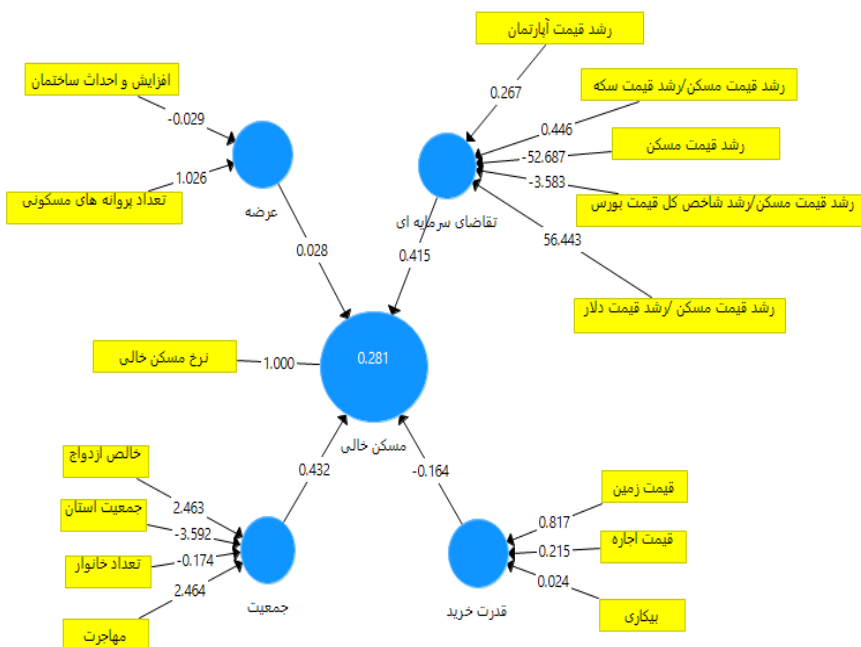 رشد قیمت آپارتمان
0.267
افزایش و احداث ساختمان
-0.029
رشد قیمت مسکن/رشد قیمت سکه
0.446
رشد قیمت مسکن
-52.687
-3.583
تعداد پروانه های مسکونی
1.026
عرضه
رشد قیمت مسکن/رشد شاخص کل قیمت بورس
تقاضای سرمایه ای
56.443
0.028
0.415
رشد قیمت مسکن /رشد قیمت دلار
نرخ مسکن خالی
1.000
0.281
مسکن خالی
خالص ازدواج
2.463
0.432
-0.164
جمعیت استان
-3.592
قیمت زمین
0.817
تعداد خانوار
-0.174
قیمت اجاره
0.215
2.464
0.024
جمعیت
قدرت خرید
بیکاری
مهاجرت